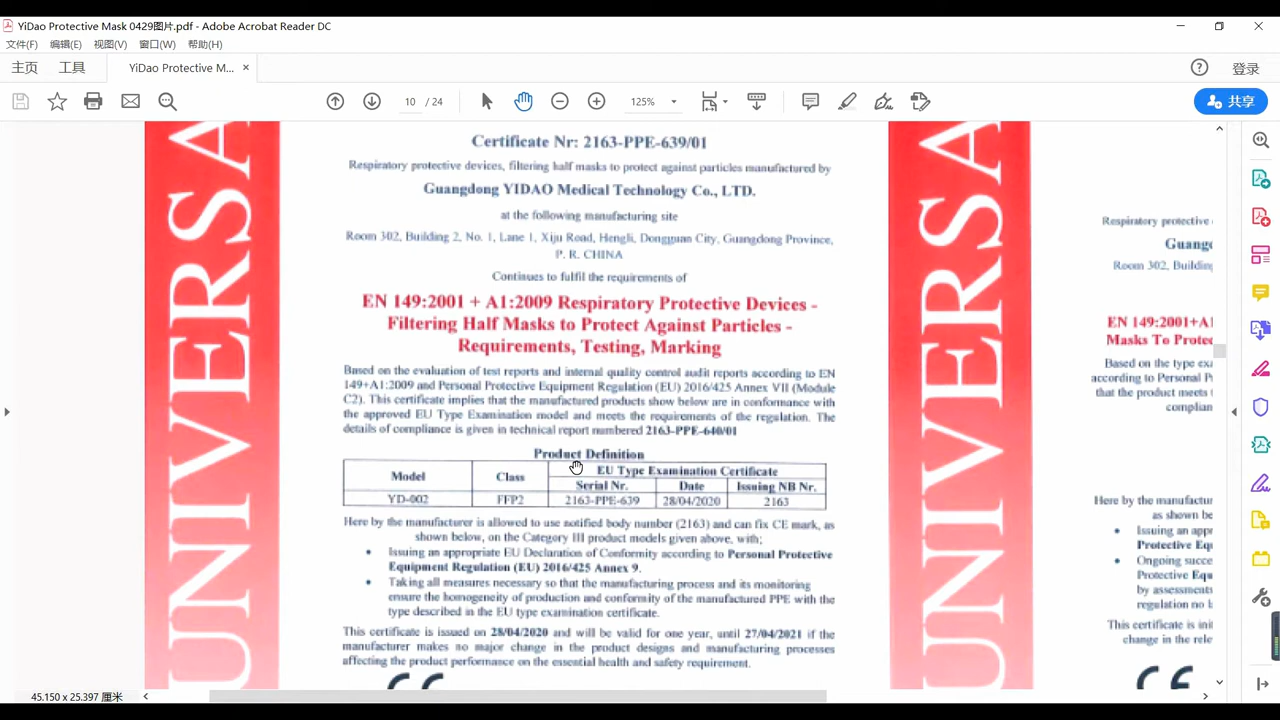 YiDao Protective Mask 0429图片.pdf - Adobe Acrobat Reader DC
文件(F) 编辑(E) 视图(V) 窗口(W) 帮助(H)
主页 工具 YiDao Protective M... × 登录
10 / 24 125% 共享
UNIVERSA
Certificate Nr: 2163-PPE-639/01
Respiratory protective devices, filtering half masks to protect against particles manufactured by
Guangdong YIDAO Medical Technology Co., LTD.
at the following manufacturing site
Room 302, Building 2, No. 1, Lane 1, Xiju Road, Hengli, Dongguan City, Guangdong Province,
P. R. CHINA
Continues to fulfil the requirements of
EN 149:2001 + A1:2009 Respiratory Protective Devices -
Filtering Half Masks to Protect Against Particles -
Requirements, Testing, Marking
Based on the evaluation of test reports and internal quality control audit reports according to EN
149+A1:2009 and Personal Protective Equipment Regulation (EU) 2016/425 Annex VII (Module
C2). This certificate implies that the manufactured products show below are in conformance with
the approved EU Type Examination model and meets the requirements of the regulation. The
details of compliance is given in technical report numbered 2163-PPE-640/01
Product Definition
Model Class EU Type Examination Certificate
Serial Nr. Date Issuing NB Nr.
YD-002 FFP2 2163-PPE-639 28/04/2020 2163
Here by the manufacturer is allowed to use notified body number (2163) and can fix CE mark, as
shown below, on the Category III product models given above, with;
• Issuing an appropriate EU Declaration of Conformity according to Personal Protective
Equipment Regulation (EU) 2016/425 Annex 9.
• Taking all measures necessary so that the manufacturing process and its monitoring
ensure the homogeneity of production and conformity of the manufactured PPE with the
type described in the EU type examination certificate.
This certificate is issued on 28/04/2020 and will be valid for one year, until 27/04/2021 if the
manufacturer makes no major change in the product designs and manufacturing processes
affecting the product performance on the essential health and safety requirement.
CE
UNIVERSA
Respiratory protective
Guang
Room 302, Building
EN 149:2001+A1
Masks To Protec
Based on the type exa
according to Personal P
that the product meets
complian
Here by the manufactur
as shown be
• Issuing an appr
Protective Equ
• Ongoing succe
Protective Equ
by assessment
regulation no
This certificate is init
change in the rele
CE
45.150 x 25.397 厘米